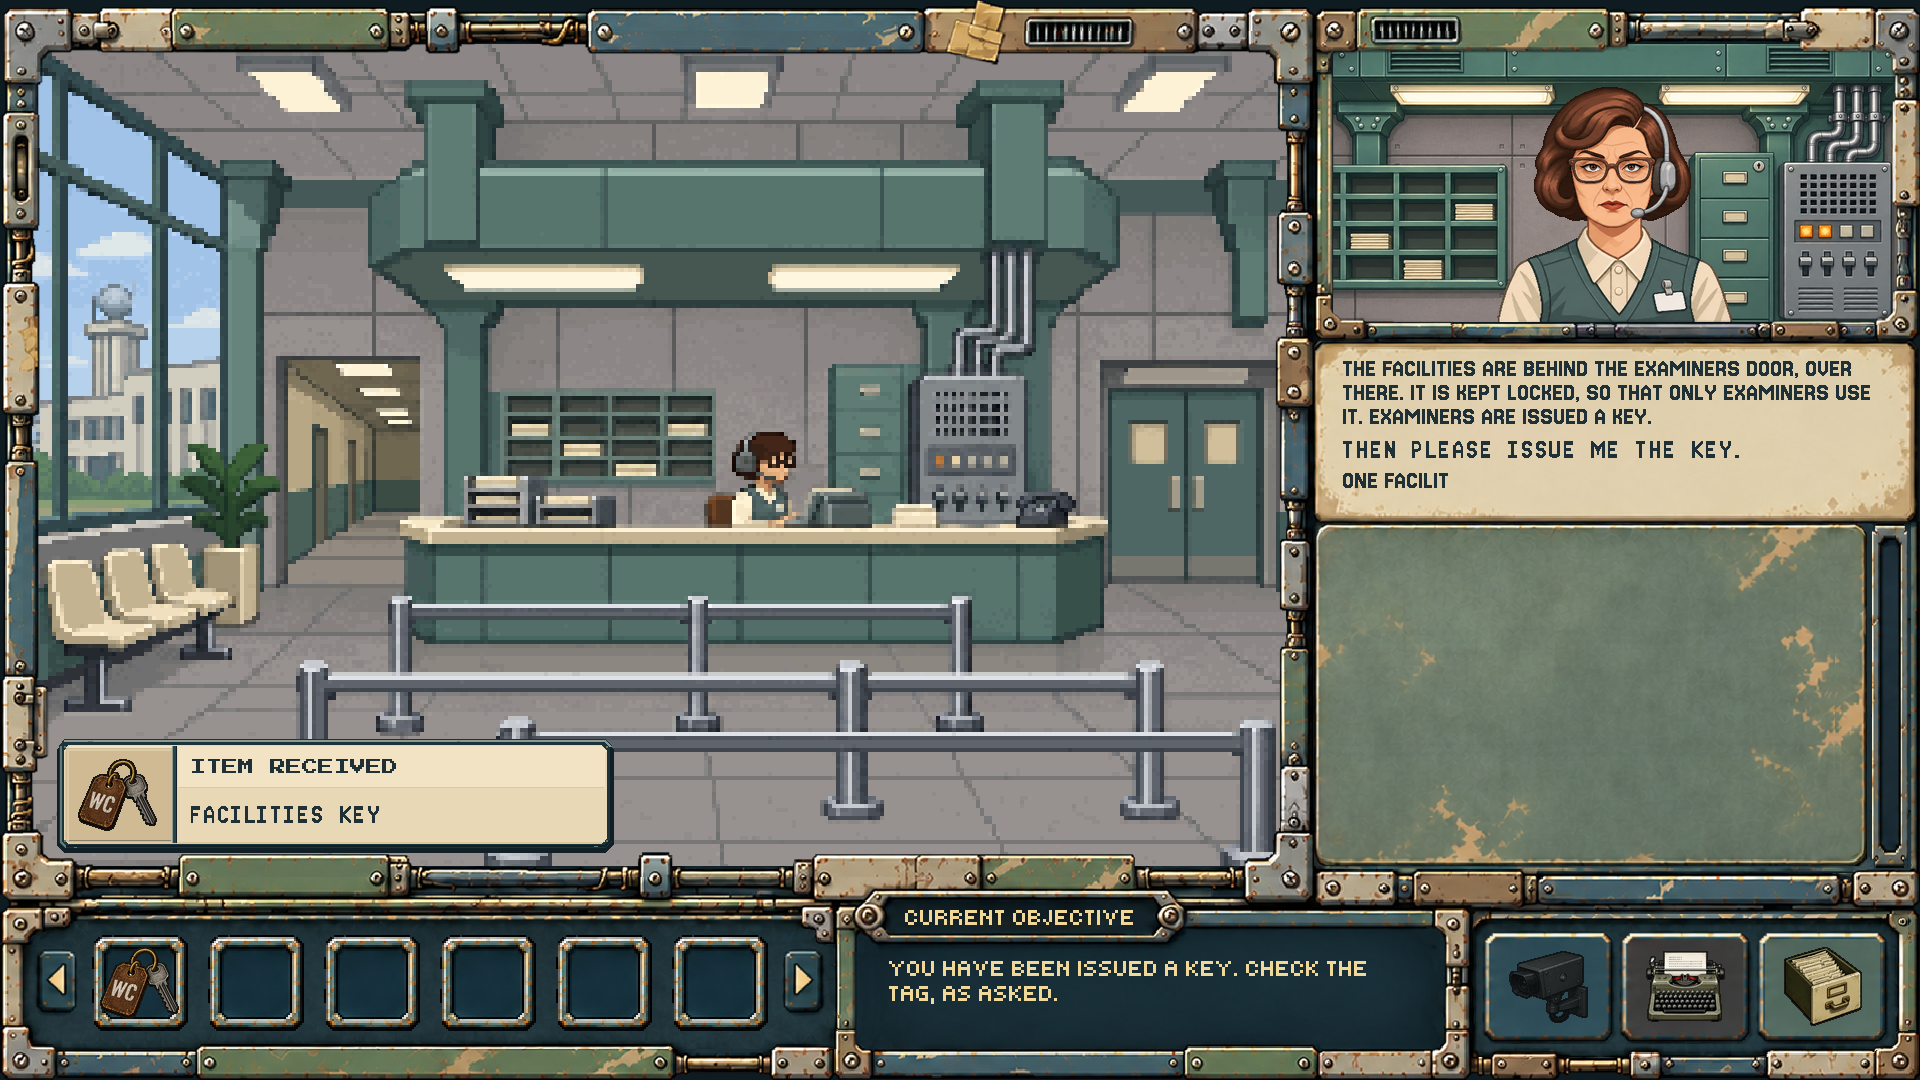 THE FACILITIES ARE BEHIND THE EXAMINERS DOOR, OVER
THERE. IT IS KEPT LOCKED, SO THAT ONLY EXAMINERS USE
IT. EXAMINERS ARE ISSUED A KEY.
THEN PLEASE ISSUE ME THE KEY.
ONE FACILIT
WC
ITEM RECEIVED
FACILITIES KEY
WC
CURRENT OBJECTIVE
YOU HAVE BEEN ISSUED A KEY. CHECK THE
TAG, AS ASKED.